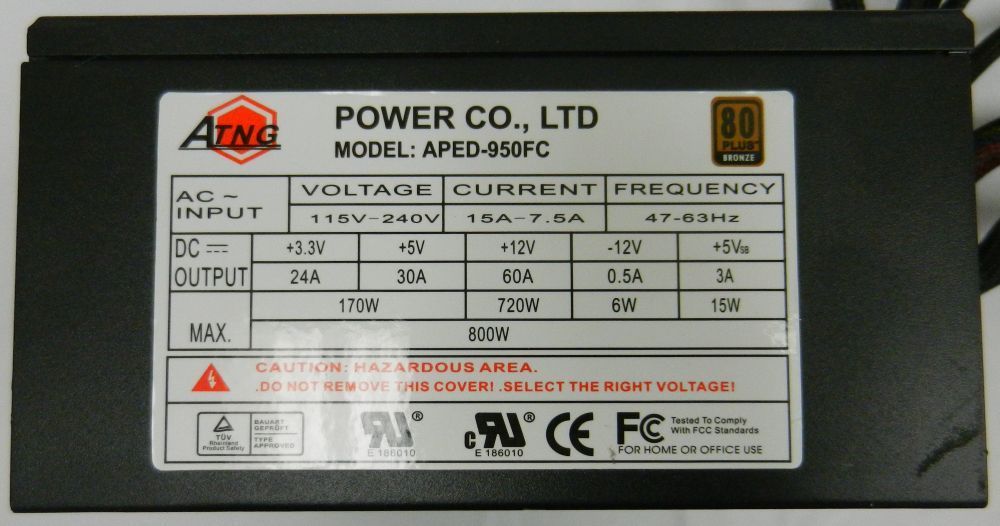 ATNG
POWER CO., LTD
MODEL: APED-950FC
80
PLUS
BRONZE
AC ~ INPUT VOLTAGE CURRENT FREQUENCY
115V-240V 15A-7.5A 47-63Hz
DC OUTPUT +3.3V +5V +12V -12V +5VSB
24A 30A 60A 0.5A 3A
MAX. 170W 720W 6W 15W
800W
CAUTION: HAZARDOUS AREA.
.DO NOT REMOVE THIS COVER! .SELECT THE RIGHT VOLTAGE!
TÜV
Rheinland
Product Safety
BAUART
GEPRÜFT
TYPE
APPROVED
RU®
E 186010
c RU®
E 186010
CE
FC
Tested To Comply
With FCC Standards
FOR HOME OR OFFICE USE